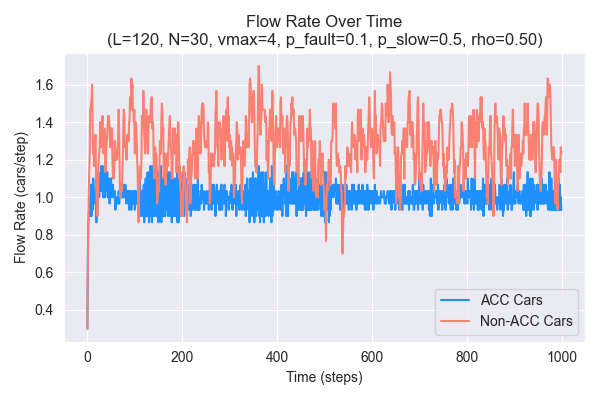 Flow Rate Over Time
(L=120, N=30, vmax=4, p_fault=0.1, p_slow=0.5, rho=0.50)
Flow Rate (cars/step)
1.6
1.4
1.2
1.0
0.8
0.6
0.4
ACC Cars
Non-ACC Cars
0 200 400 600 800 1000
Time (steps)